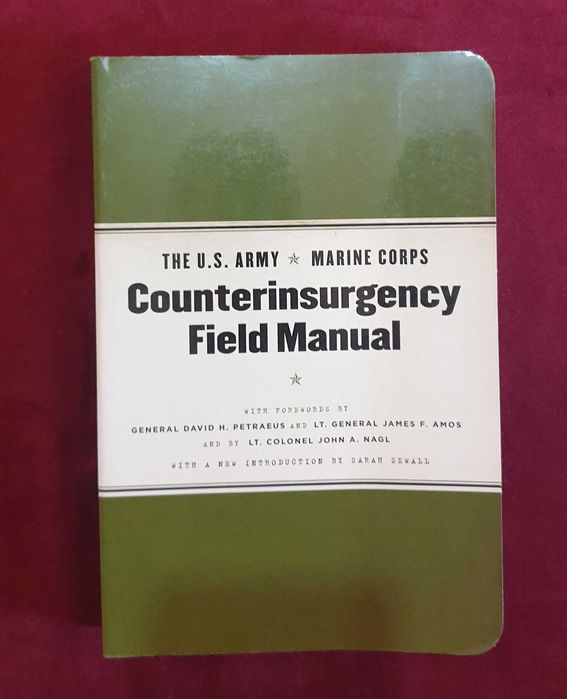 THE U.S. ARMY ☆ MARINE CORPS
Counterinsurgency
Field Manual
☆
WITH FOREWORDS BY
GENERAL DAVID H. PETRAEUS AND LT. GENERAL JAMES F. AMOS
AND BY LT. COLONEL JOHN A. NAGL
WITH A NEW INTRODUCTION BY SARAH SEWALL